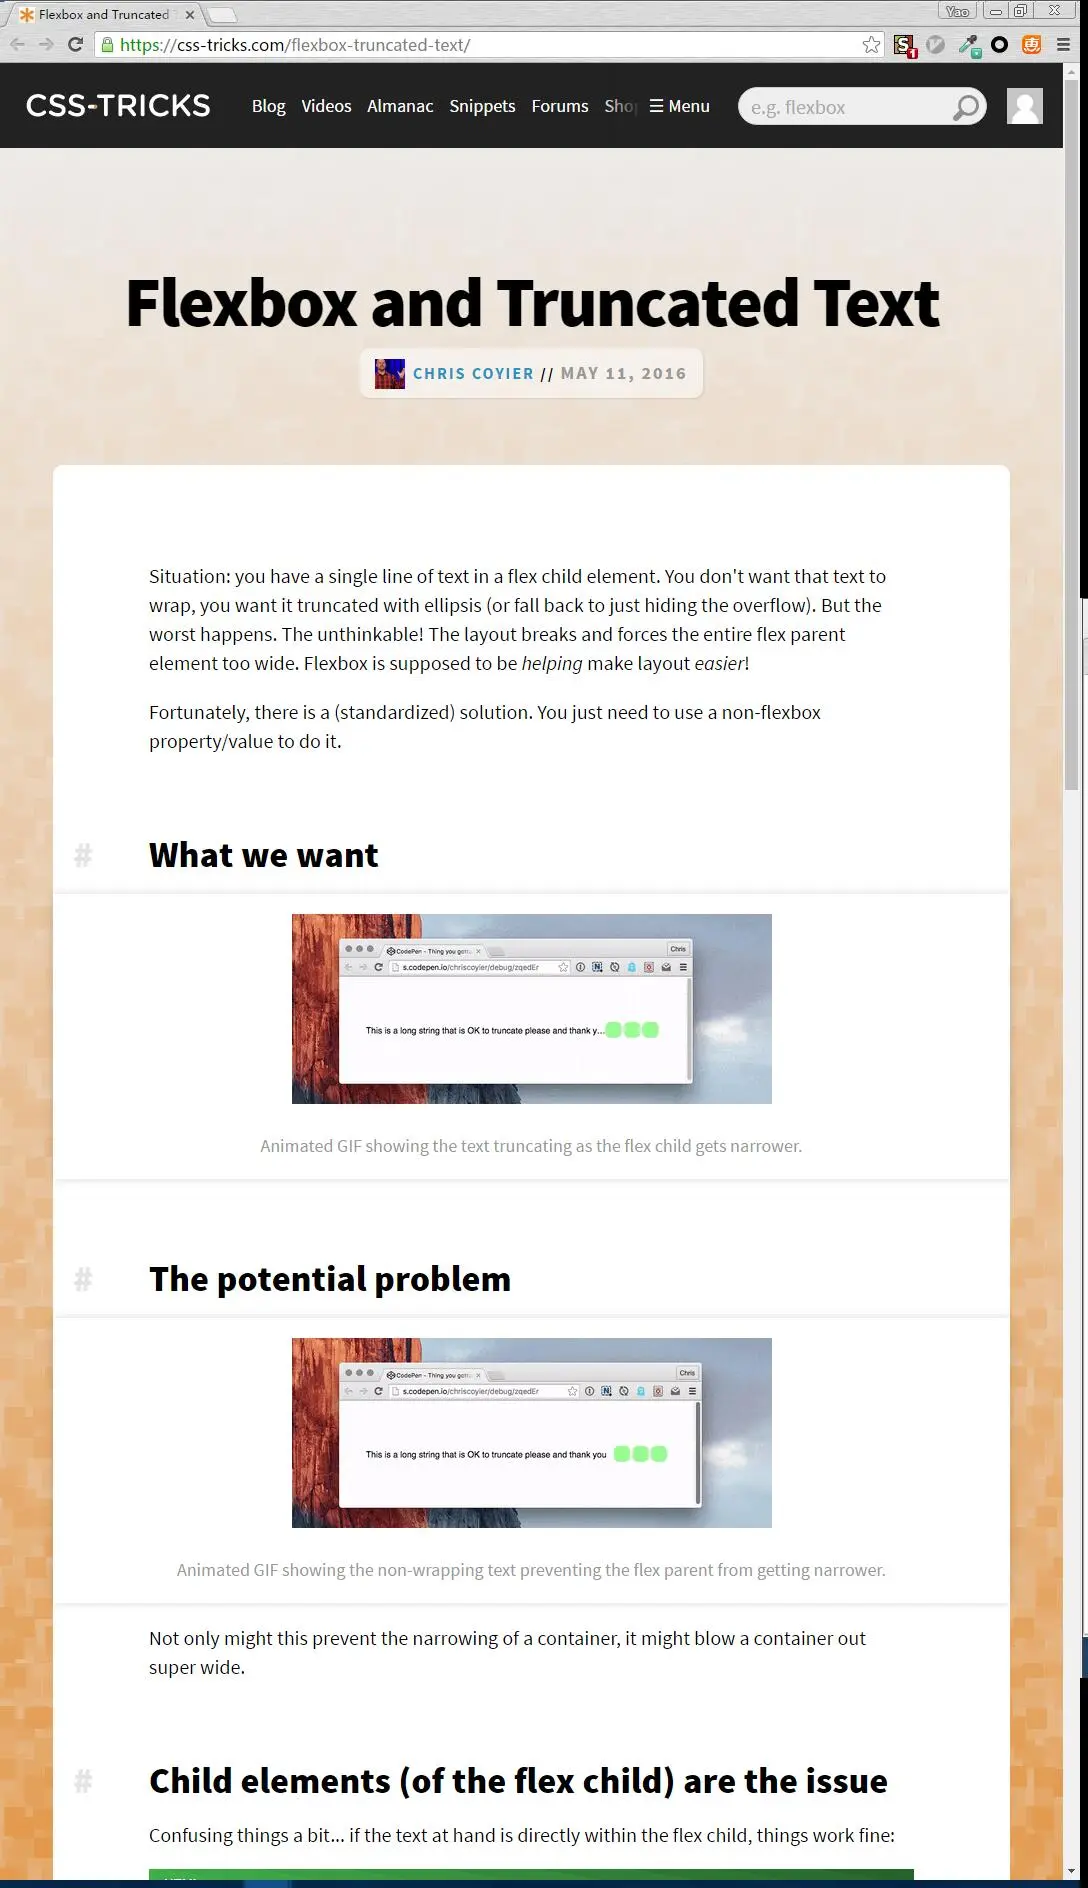 Flexbox and Truncated
Yao
https://css-tricks.com/flexbox-truncated-text/
CSS-TRICKS
Blog Videos Almanac Snippets Forums Shop ☰ Menu
e.g. flexbox
Flexbox and Truncated Text
CHRIS COYIER // MAY 11, 2016
Situation: you have a single line of text in a flex child element. You don't want that text to
wrap, you want it truncated with ellipsis (or fall back to just hiding the overflow). But the
worst happens. The unthinkable! The layout breaks and forces the entire flex parent
element too wide. Flexbox is supposed to be helping make layout easier!
Fortunately, there is a (standardized) solution. You just need to use a non-flexbox
property/value to do it.
# What we want
CodePen - Thing you gott...
Chris
s.codepen.io/chriscoyier/debug/zqedEr
This is a long string that is OK to truncate please and thank y...
Animated GIF showing the text truncating as the flex child gets narrower.
# The potential problem
CodePen - Thing you gott...
Chris
s.codepen.io/chriscoyier/debug/zqedEr
This is a long string that is OK to truncate please and thank you
Animated GIF showing the non-wrapping text preventing the flex parent from getting narrower.
Not only might this prevent the narrowing of a container, it might blow a container out
super wide.
# Child elements (of the flex child) are the issue
Confusing things a bit... if the text at hand is directly within the flex child, things work fine: